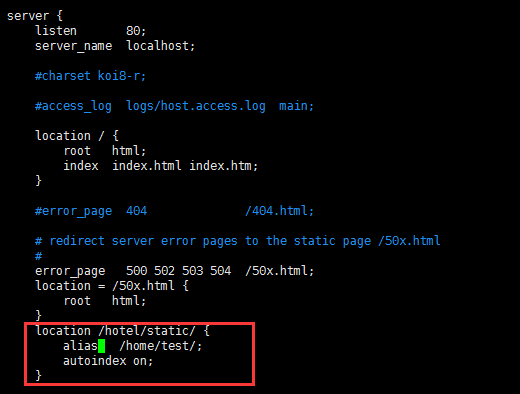 server {
    listen       80;
    server_name  localhost;

    #charset koi8-r;

    #access_log  logs/host.access.log  main;

    location / {
        root   html;
        index  index.html index.htm;
    }

    #error_page  404              /404.html;

    # redirect server error pages to the static page /50x.html
    #
    error_page   500 502 503 504  /50x.html;
    location = /50x.html {
        root   html;
    }
    location /hotel/static/ {
        alias   /home/test/;
        autoindex on;
    }